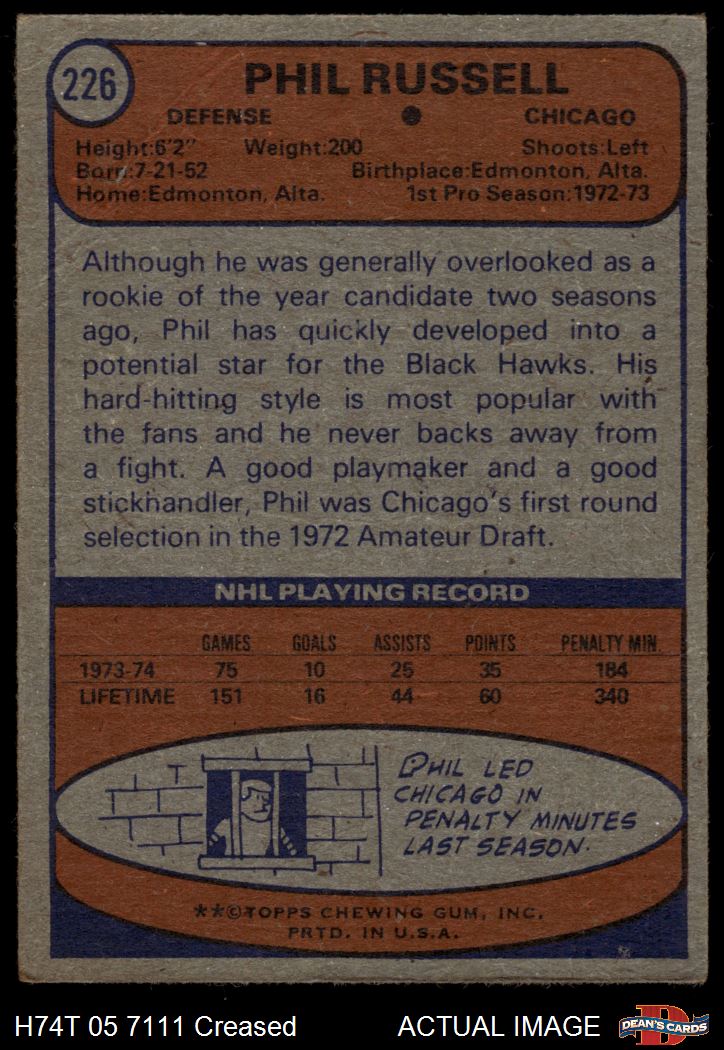 226
PHIL RUSSELL
DEFENSE ● CHICAGO
Height:6'2" Weight:200 Shoots:Left
Born:7-21-52 Birthplace:Edmonton, Alta.
Home:Edmonton, Alta. 1st Pro Season:1972-73
Although he was generally overlooked as a
rookie of the year candidate two seasons
ago, Phil has quickly developed into a
potential star for the Black Hawks. His
hard-hitting style is most popular with
the fans and he never backs away from
a fight. A good playmaker and a good
stickhandler, Phil was Chicago's first round
selection in the 1972 Amateur Draft.
NHL PLAYING RECORD
GAMES GOALS ASSISTS POINTS PENALTY MIN.
1973-74 75 10 25 35 184
LIFETIME 151 16 44 60 340
PHIL LED
CHICAGO IN
PENALTY MINUTES
LAST SEASON.
**©TOPPS CHEWING GUM, INC.
PRTD. IN U.S.A.
H74T 05 7111 Creased ACTUAL IMAGE
D
DEAN'S CARDS